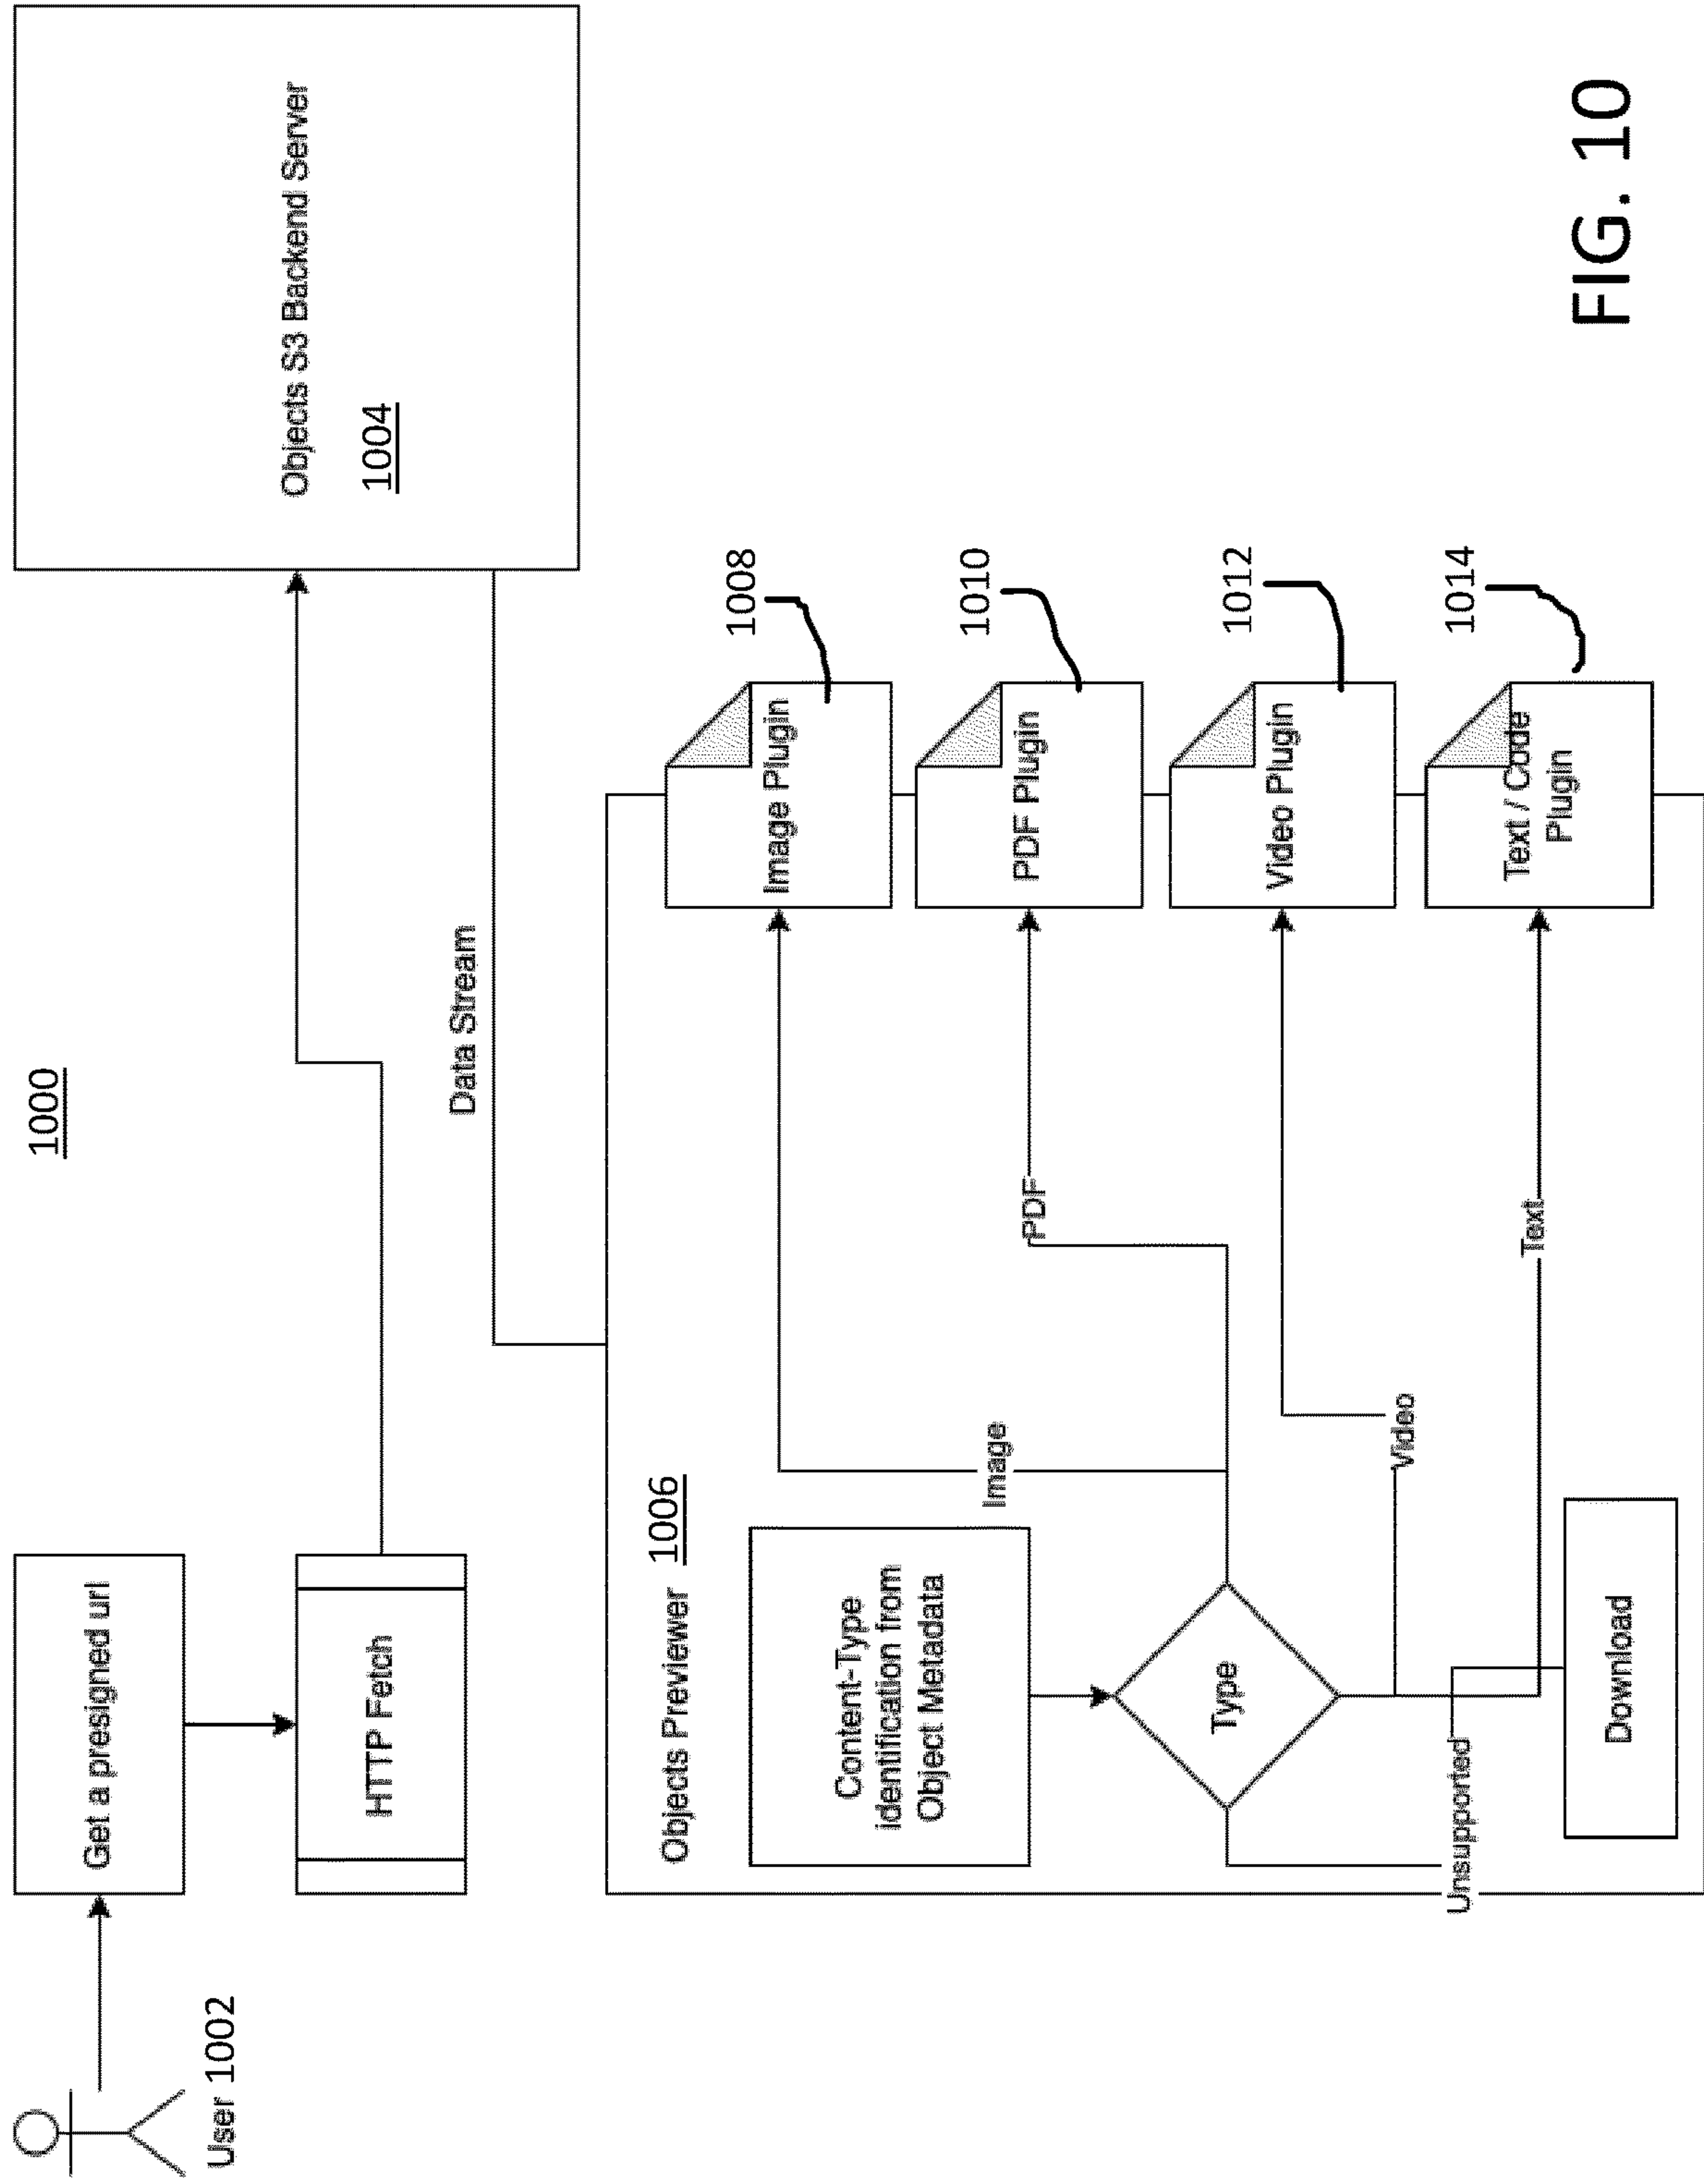 1000
User 1002
Get a presigned url
HTTP Fetch
Objects S3 Backend Server
1004
Data Stream
Objects Previewer 1006
Content-Type
identification from
Object Metadata
Type
Image
PDF
Video
Text
Unsupported
Download
Image Plugin
1008
PDF Plugin
1010
Video Plugin
1012
Text / Code
Plugin
1014
FIG. 10